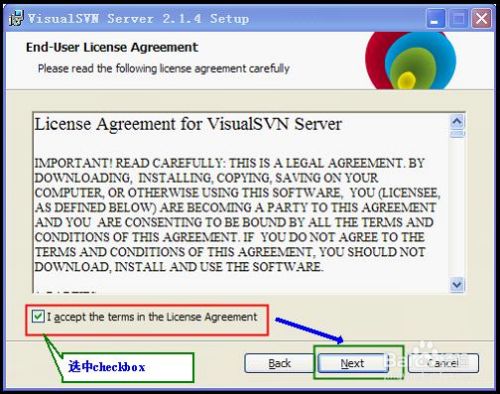 VisualSVN Server 2.1.4 Setup
End-User License Agreement
Please read the following license agreement carefully
License Agreement for VisualSVN Server
IMPORTANT! READ CAREFULLY: THIS IS A LEGAL AGREEMENT. BY
DOWNLOADING, INSTALLING, COPYING, SAVING ON YOUR
COMPUTER, OR OTHERWISE USING THIS SOFTWARE, YOU (LICENSEE,
AS DEFINED BELOW) ARE BECOMING A PARTY TO THIS AGREEMENT
AND YOU ARE CONSENTING TO BE BOUND BY ALL THE TERMS AND
CONDITIONS OF THIS AGREEMENT. IF YOU DO NOT AGREE TO THE
TERMS AND CONDITIONS OF THIS AGREEMENT, YOU SHOULD NOT
DOWNLOAD, INSTALL AND USE THE SOFTWARE.
I accept the terms in the License Agreement
选中checkbox
Back Next Cancel